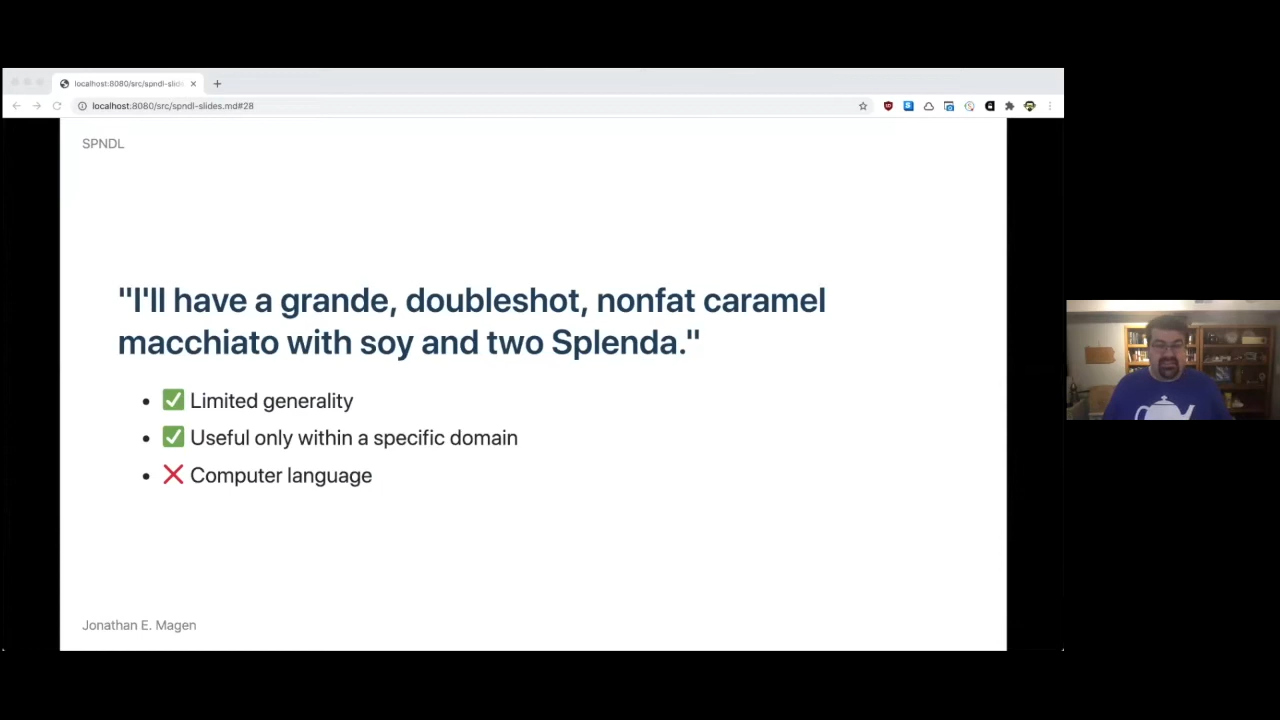 localhost:8080/src/spndl-slides
localhost:8080/src/spndl-slides.md#28
SPNDL
"I'll have a grande, doubleshot, nonfat caramel
macchiato with soy and two Splenda."
Limited generality
Useful only within a specific domain
Computer language
Jonathan E. Magen